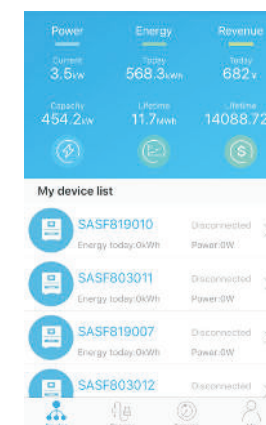 Power Energy Revenue
Current Today Today
3.5kW 568.3kWh 682¥
Capacity Lifetime Lifetime
454.2kW 11.7MWh 14088.72
My device list
SASF819010 Disconnected
Energy today:0kWh Power:0W
SASF803011 Disconnected
Energy today:0kWh Power:0W
SASF819007 Disconnected
Energy today:0kWh Power:0W
SASF803012 Disconnected